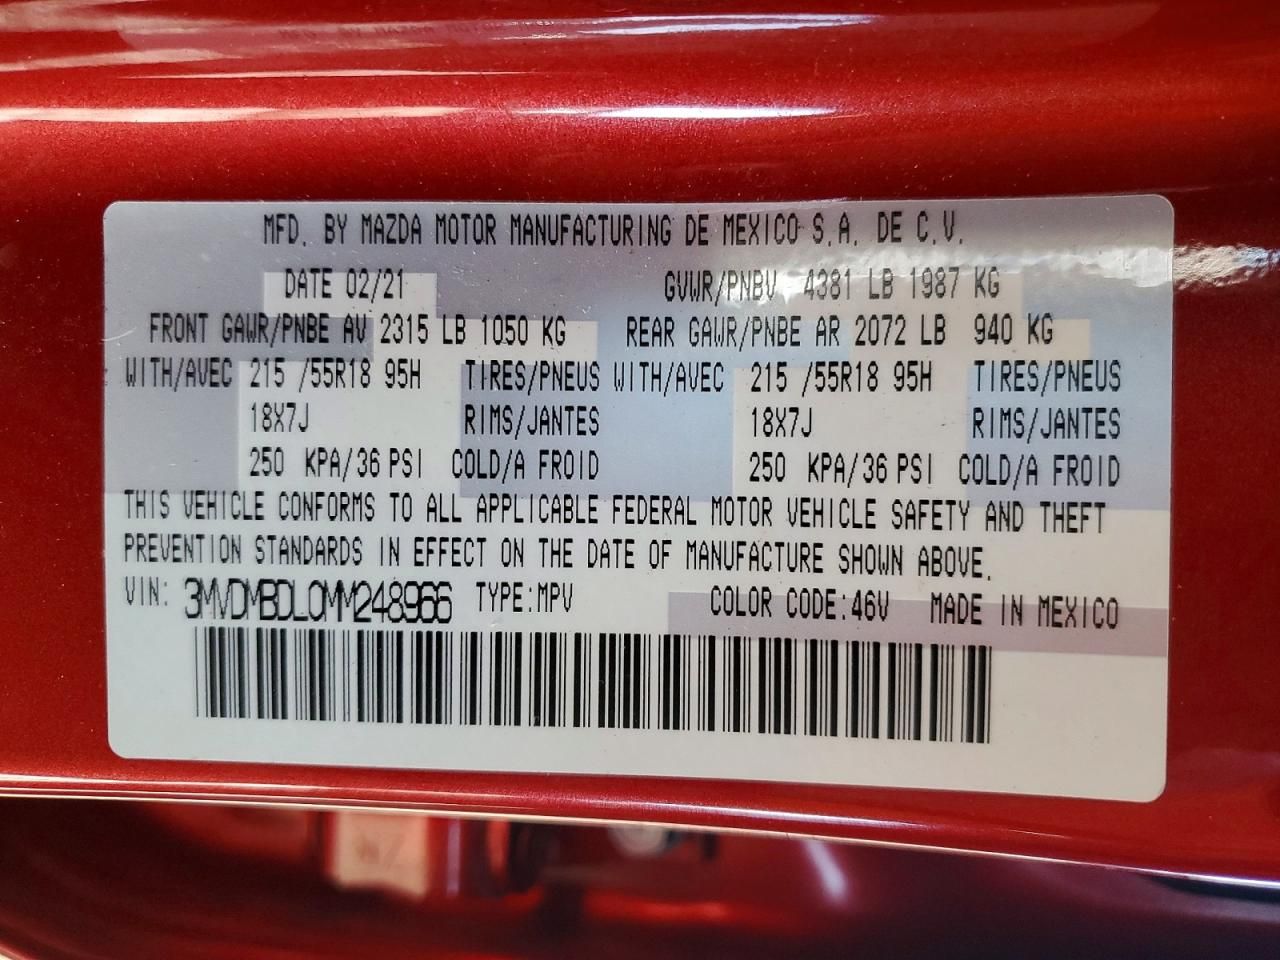 MFD. BY MAZDA MOTOR MANUFACTURING DE MEXICO S.A. DE C.V.
DATE 02/21 GVWR/PNBV 4381 LB 1987 KG
FRONT GAWR/PNBE AV 2315 LB 1050 KG REAR GAWR/PNBE AR 2072 LB 940 KG
WITH/AVEC 215 /55R18 95H TIRES/PNEUS WITH/AVEC 215 /55R18 95H TIRES/PNEUS
18X7J RIMS/JANTES 18X7J RIMS/JANTES
250 KPA/36 PSI COLD/A FROID 250 KPA/36 PSI COLD/A FROID
THIS VEHICLE CONFORMS TO ALL APPLICABLE FEDERAL MOTOR VEHICLE SAFETY AND THEFT
PREVENTION STANDARDS IN EFFECT ON THE DATE OF MANUFACTURE SHOWN ABOVE.
VIN: 3MVDMBDL0MM248966 TYPE:MPV COLOR CODE:46V MADE IN MEXICO